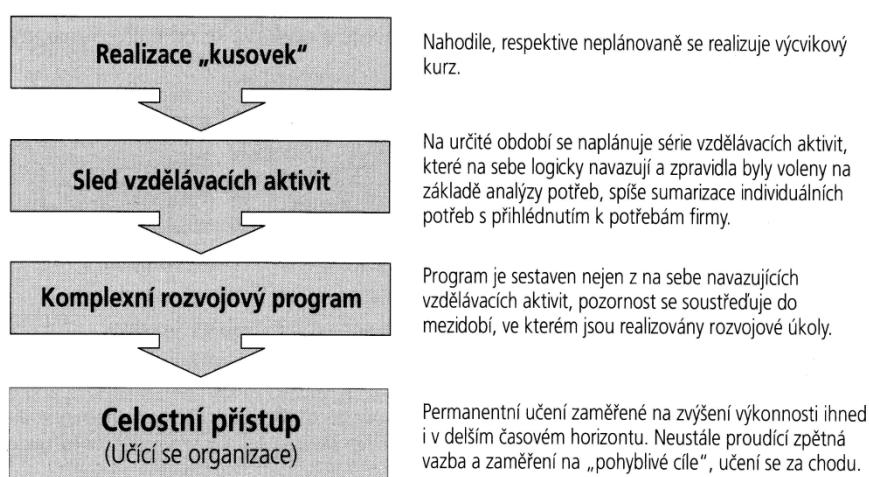 Realizace „kusovek"
Nahodile, respektive neplánovaně se realizuje výcvikový
kurz.
Sled vzdělávacích aktivit
Na určité období se naplánuje série vzdělávacích aktivit,
které na sebe logicky navazují a zpravidla byly voleny na
základě analýzy potřeb, spíše sumarizace individuálních
potřeb s přihlédnutím k potřebám firmy.
Komplexní rozvojový program
Program je sestaven nejen z na sebe navazujících
vzdělávacích aktivit, pozornost se soustřeďuje do
mezidobí, ve kterém jsou realizovány rozvojové úkoly.
Celostní přístup
(Učící se organizace)
Permanentní učení zaměřené na zvýšení výkonnosti ihned
i v delším časovém horizontu. Neustále proudící zpětná
vazba a zaměření na „pohyblivé cíle", učení se za chodu.